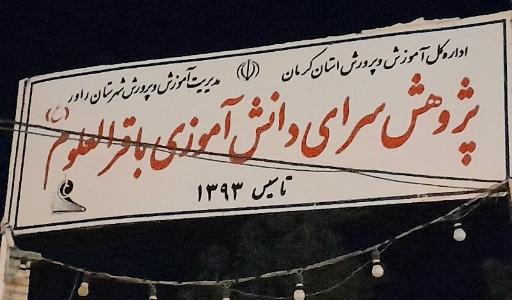 اداره کل آموزش و پرورش استان کرمان
مدیریت آموزش و پرورش شهرستان راور
پژوهش سرای دانش آموزی باقرالعلوم (ع)
تاسیس ۱۳۹۳